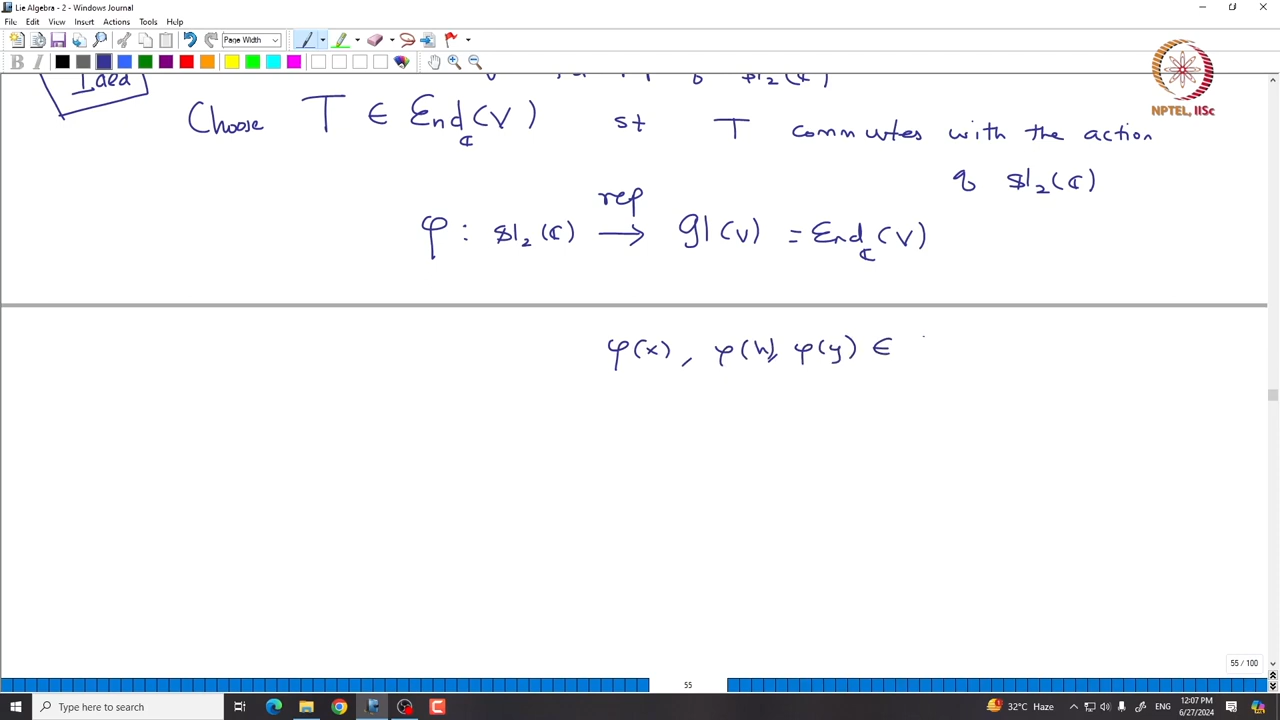 Lie Algebra - 2 - Windows Journal
File Edit View Insert Actions Tools Help
Page Width
B I
NPTEL, IISc
Idea
sl₂(ℂ)
Choose T ∈ End_ℂ(V) st T commutes with the action
of sl₂(ℂ)
rep
φ : sl₂(ℂ) → gl(V) = End_ℂ(V)
φ(x), φ(h), φ(y) ∈
55 / 100
55
Type here to search
32°C Haze
ENG
12:07 PM
6/27/2024